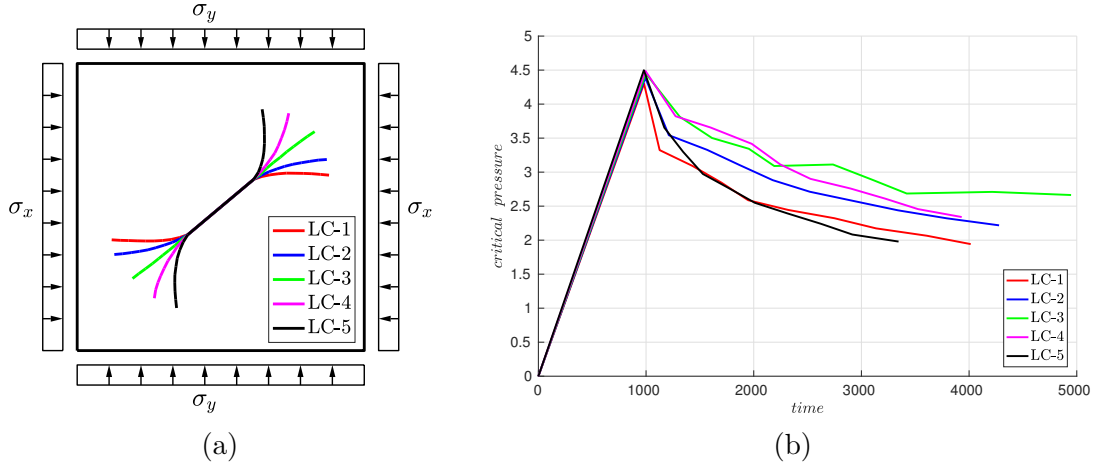 σy
σx
σx
LC-1
LC-2
LC-3
LC-4
LC-5
σy
(a)
5
4.5
4
3.5
3
2.5
2
1.5
1
0.5
0
critical pressure
0
1000
2000
3000
4000
5000
time
LC-1
LC-2
LC-3
LC-4
LC-5
(b)